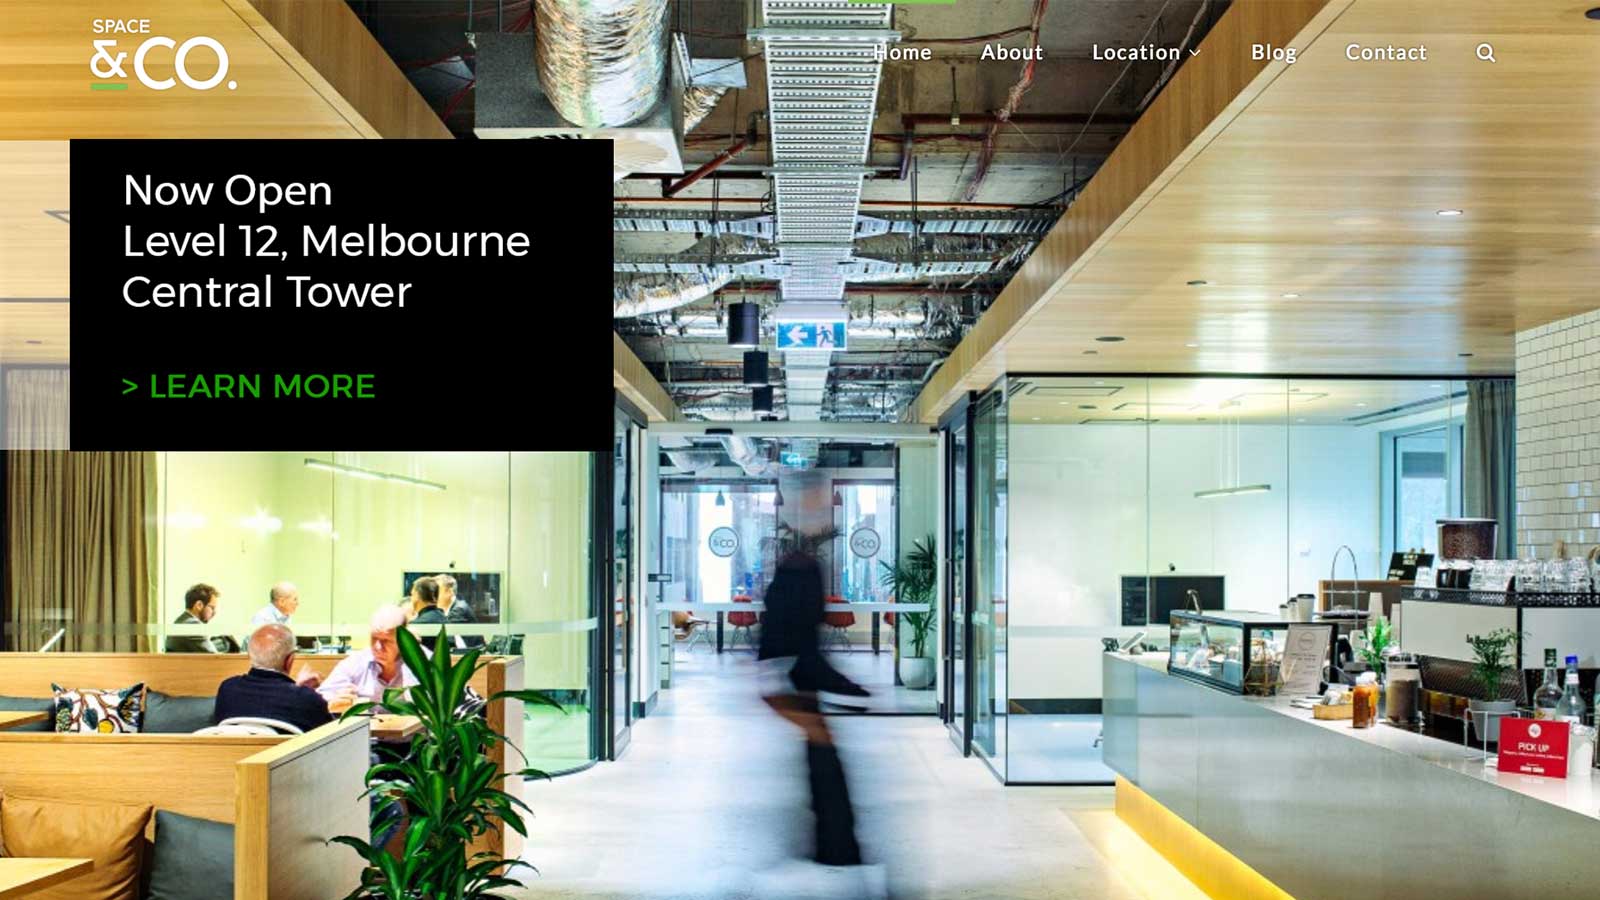 SPACE
&CO.
Home About Location Blog Contact
Now Open
Level 12, Melbourne
Central Tower
> LEARN MORE
&CO
&CO
PICK UP